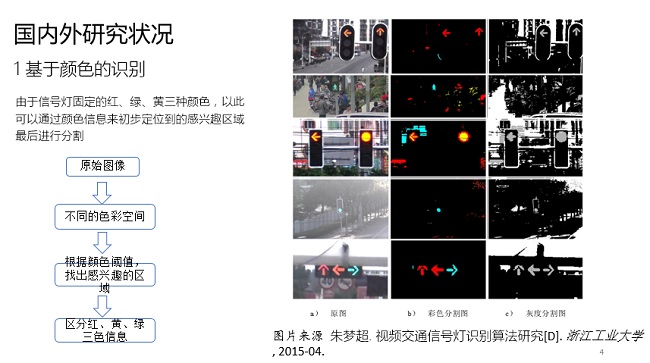 国内外研究状况
1基于颜色的识别
由于信号灯固定的红、绿、黄三种颜色，以此
可以通过颜色信息来初步定位到的感兴趣区域
最后进行分割
原始图像
不同的色彩空间
根据颜色阈值，
找出感兴趣的区
域
区分红、黄、绿
三色信息
a） 原图
b） 彩色分割图
c） 灰度分割图
图片来源 朱梦超. 视频交通信号灯识别算法研究[D]. 浙江工业大学
, 2015-04.
4